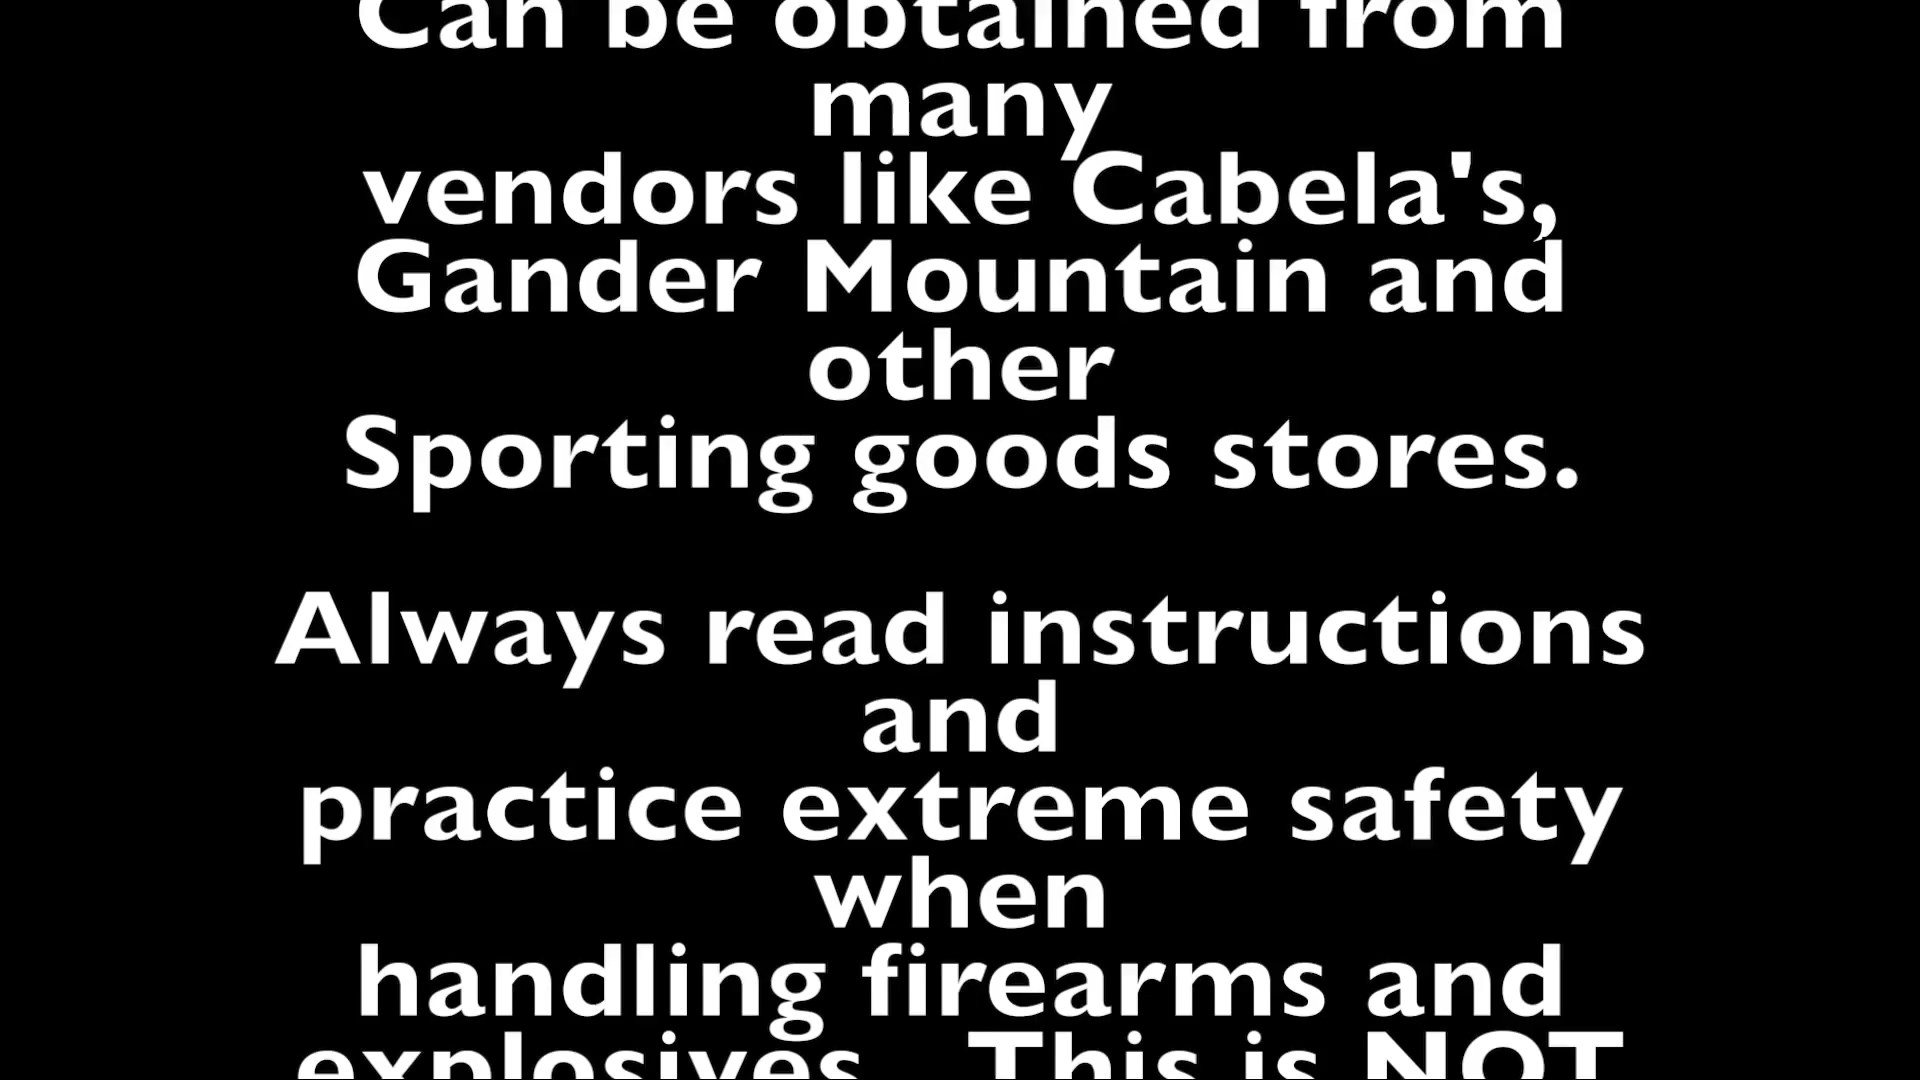 Can be obtained from
many
vendors like Cabela's,
Gander Mountain and
other
Sporting goods stores.
Always read instructions
and
practice extreme safety
when
handling firearms and
explosives.  This is NOT